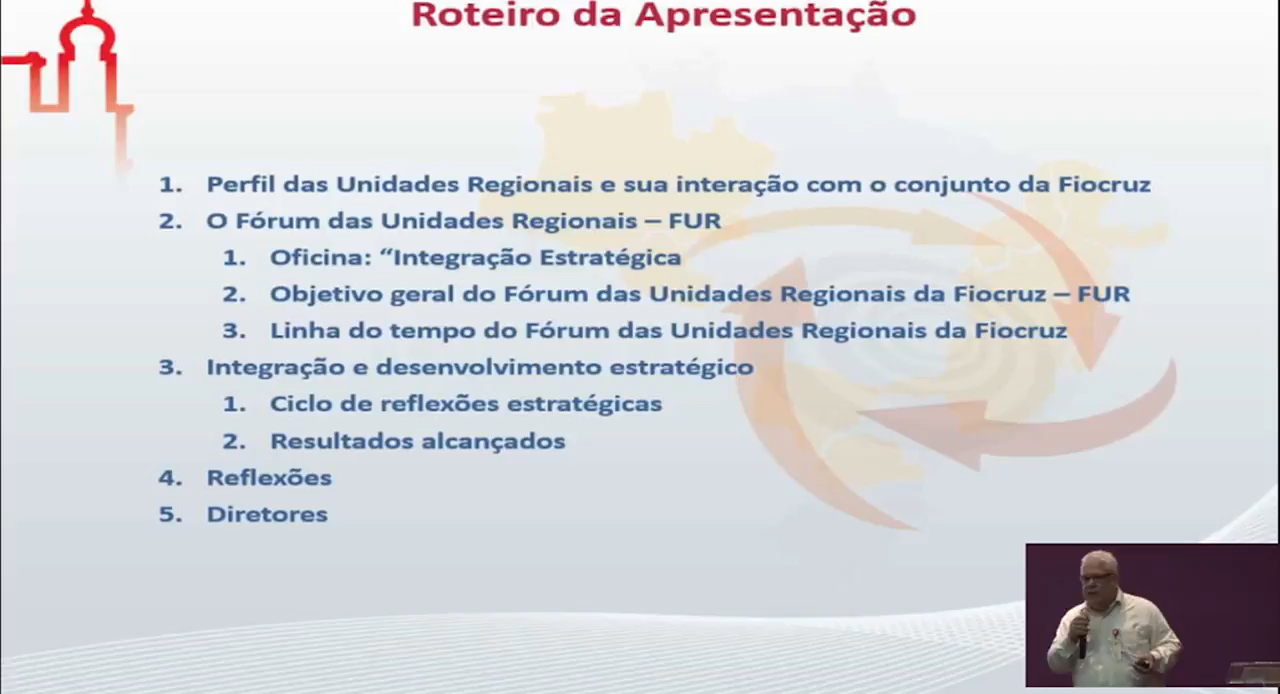 Roteiro da Apresentação
1. Perfil das Unidades Regionais e sua interação com o conjunto da Fiocruz
2. O Fórum das Unidades Regionais – FUR
1. Oficina: “Integração Estratégica
2. Objetivo geral do Fórum das Unidades Regionais da Fiocruz – FUR
3. Linha do tempo do Fórum das Unidades Regionais da Fiocruz
3. Integração e desenvolvimento estratégico
1. Ciclo de reflexões estratégicas
2. Resultados alcançados
4. Reflexões
5. Diretores